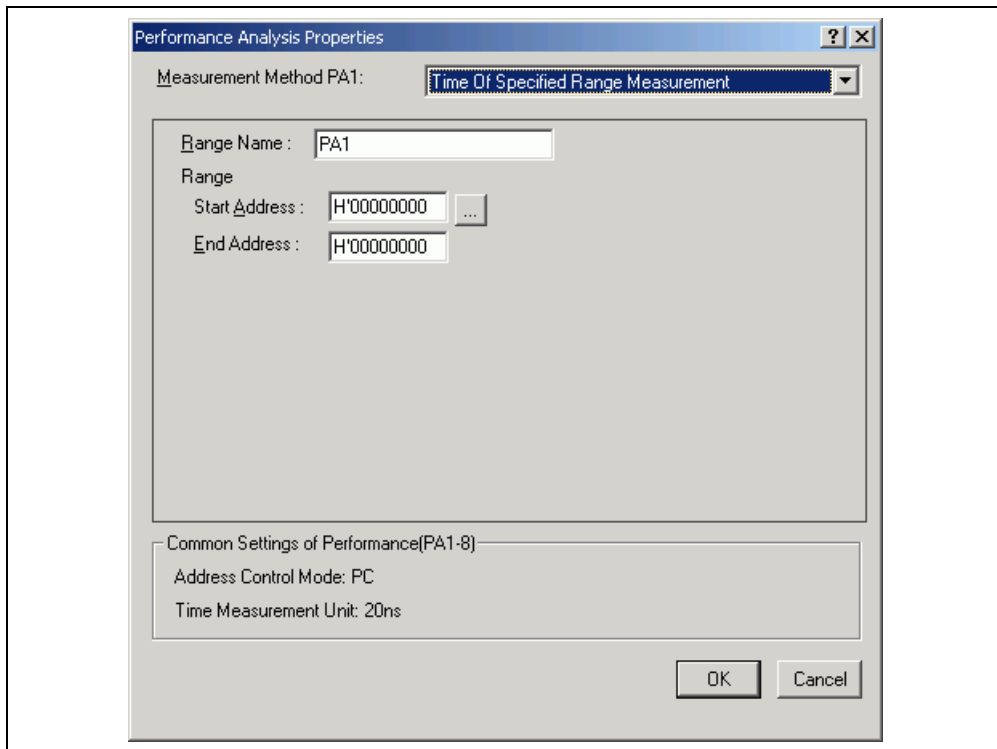 Performance Analysis Properties ? ×
Measurement Method PA1: Time Of Specified Range Measurement
Range Name : PA1
Range
Start Address : H'00000000 ...
End Address : H'00000000
Common Settings of Performance(PA1-8)
Address Control Mode: PC
Time Measurement Unit: 20ns
OK Cancel